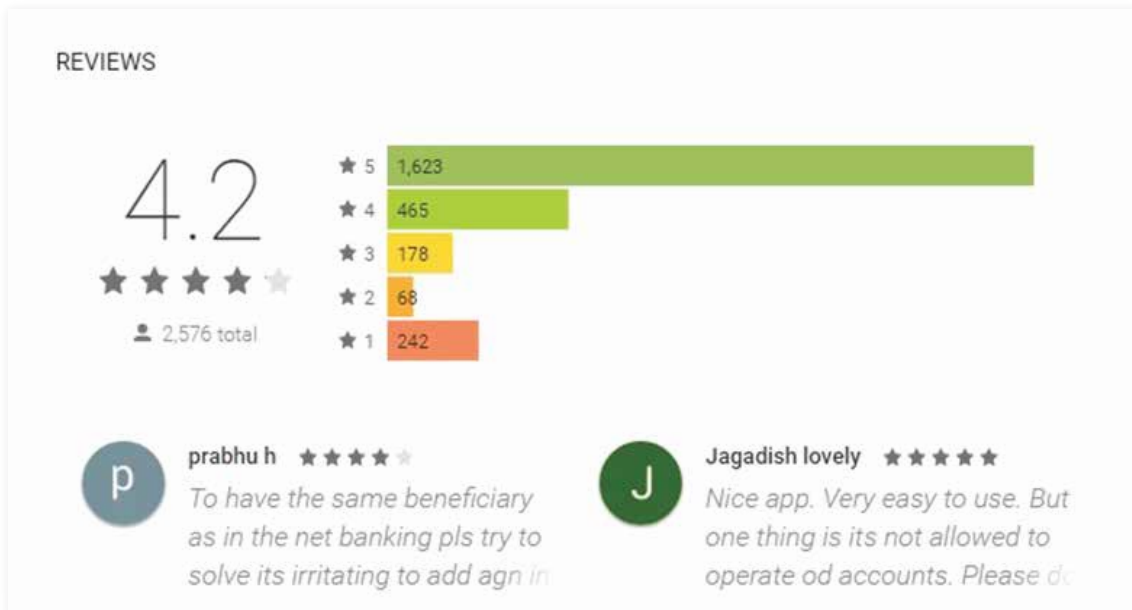 REVIEWS
4.2
2,576 total
5 1,623
4 465
3 178
2 68
1 242
p
prabhu h
To have the same beneficiary
as in the net banking pls try to
solve its irritating to add agn in
J
Jagadish lovely
Nice app. Very easy to use. But
one thing is its not allowed to
operate od accounts. Please